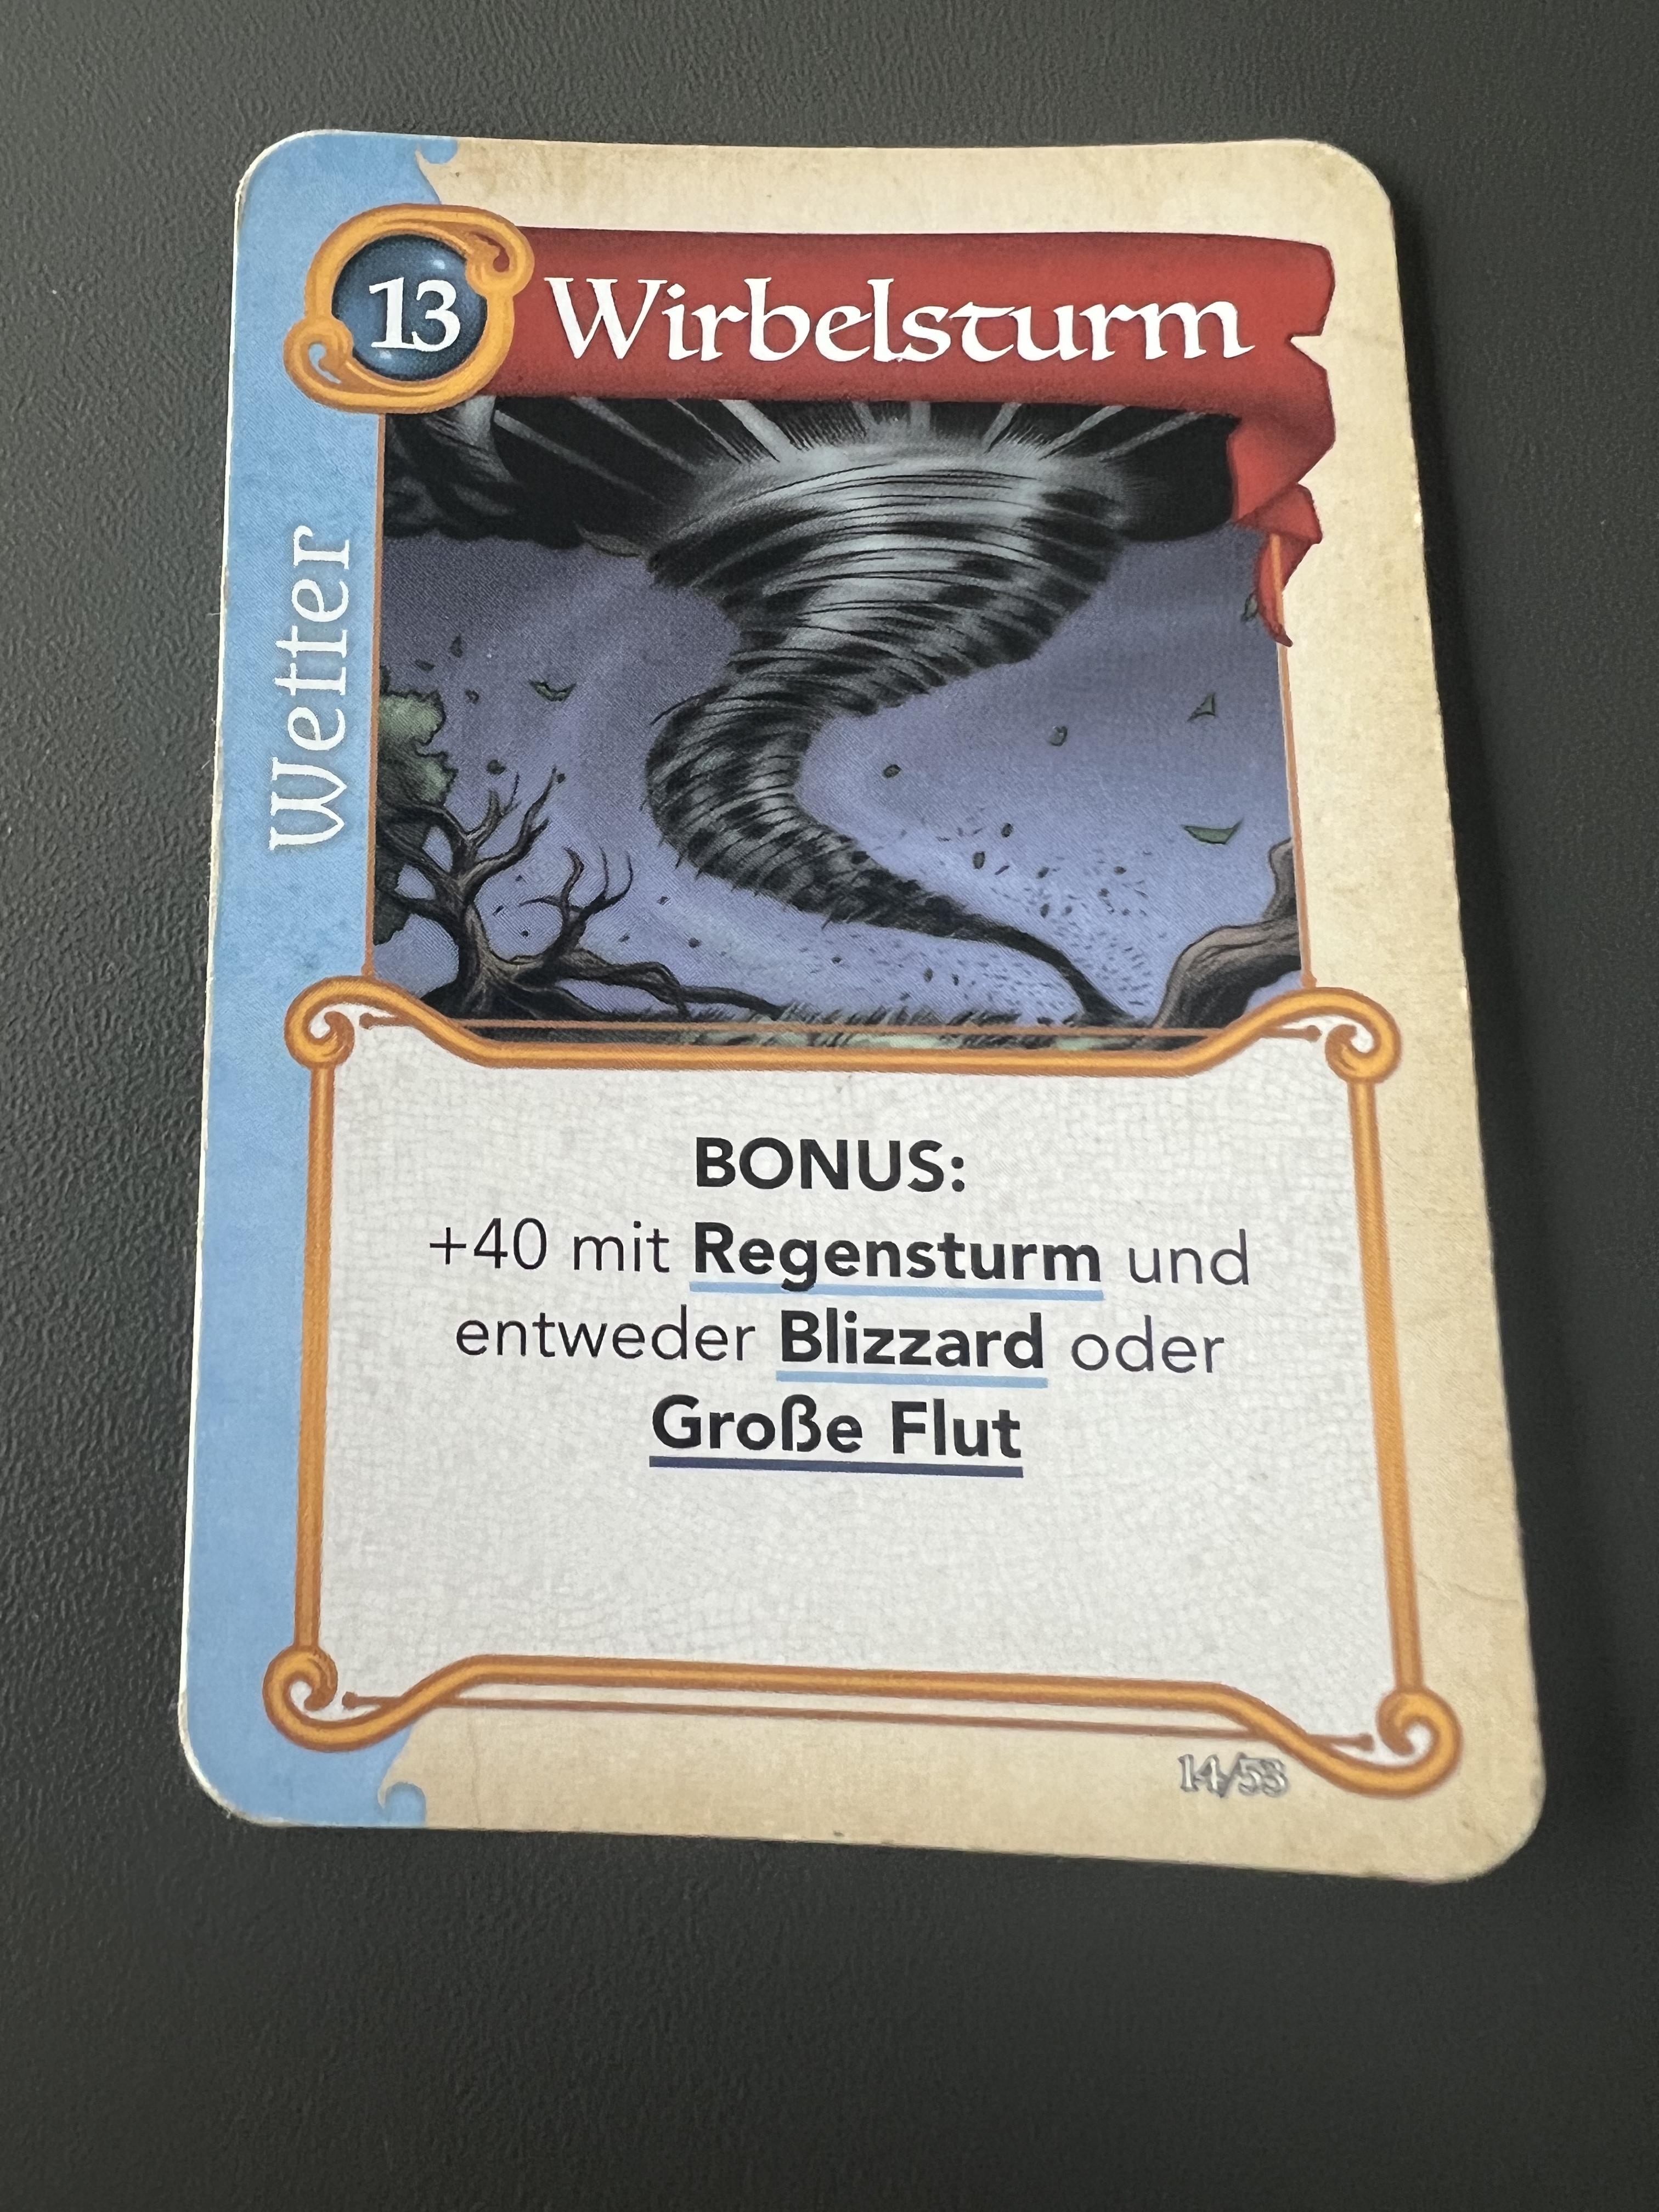 13
Wirbelsturm
Wetter
BONUS:
+40 mit Regensturm und
entweder Blizzard oder
Große Flut
14/53